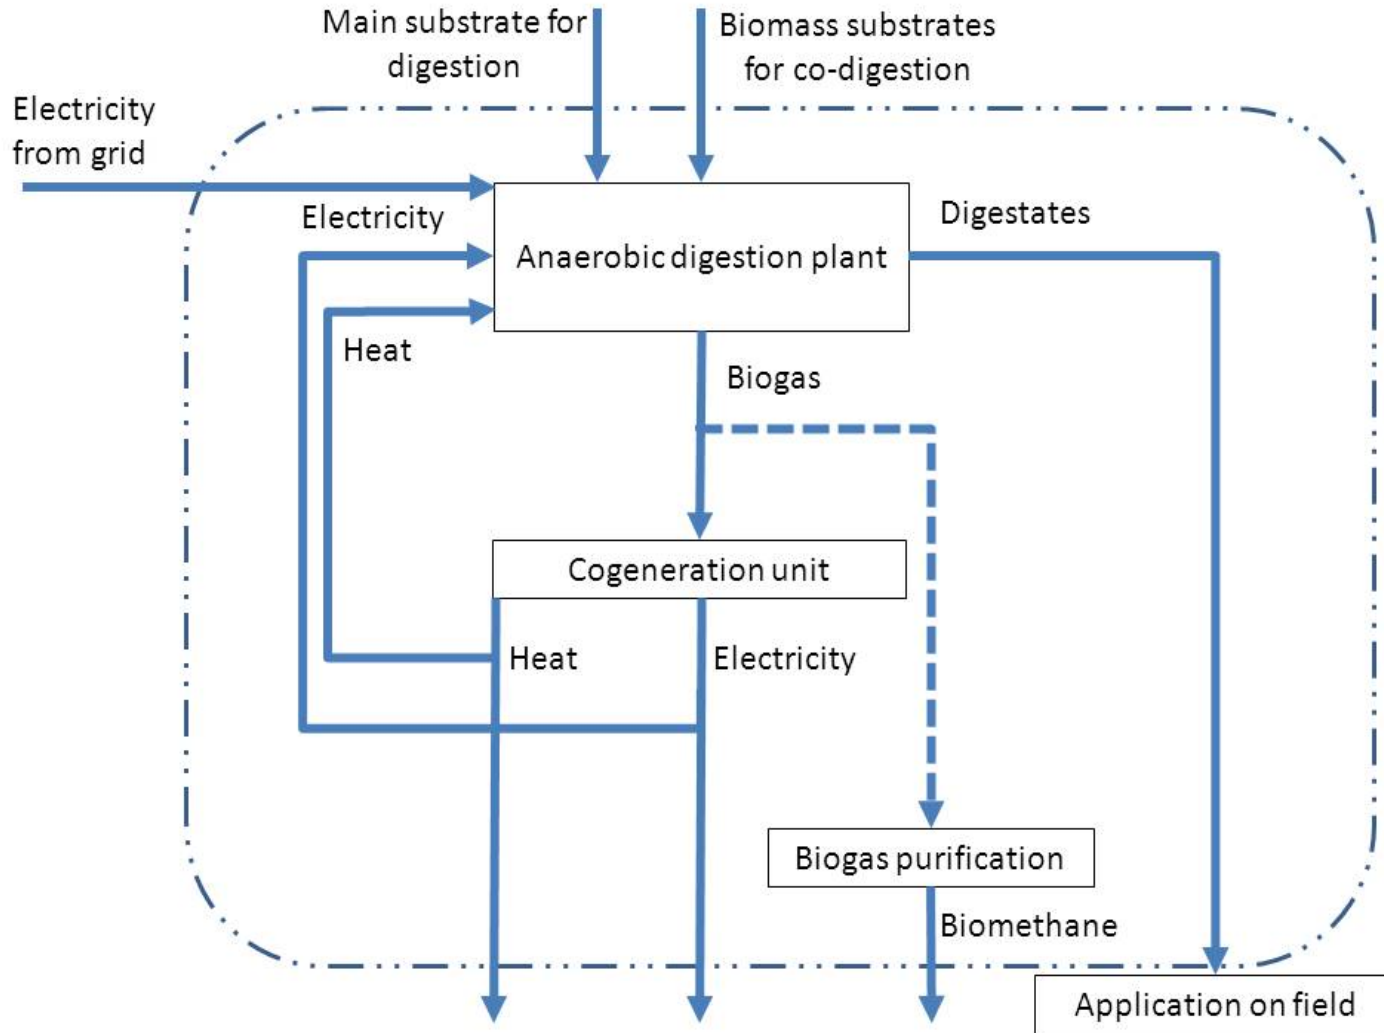 Main substrate for
digestion
Biomass substrates
for co-digestion
Electricity
from grid
Electricity
Digestates
Anaerobic digestion plant
Heat
Biogas
Cogeneration unit
Heat
Electricity
Biogas purification
Biomethane
Application on field